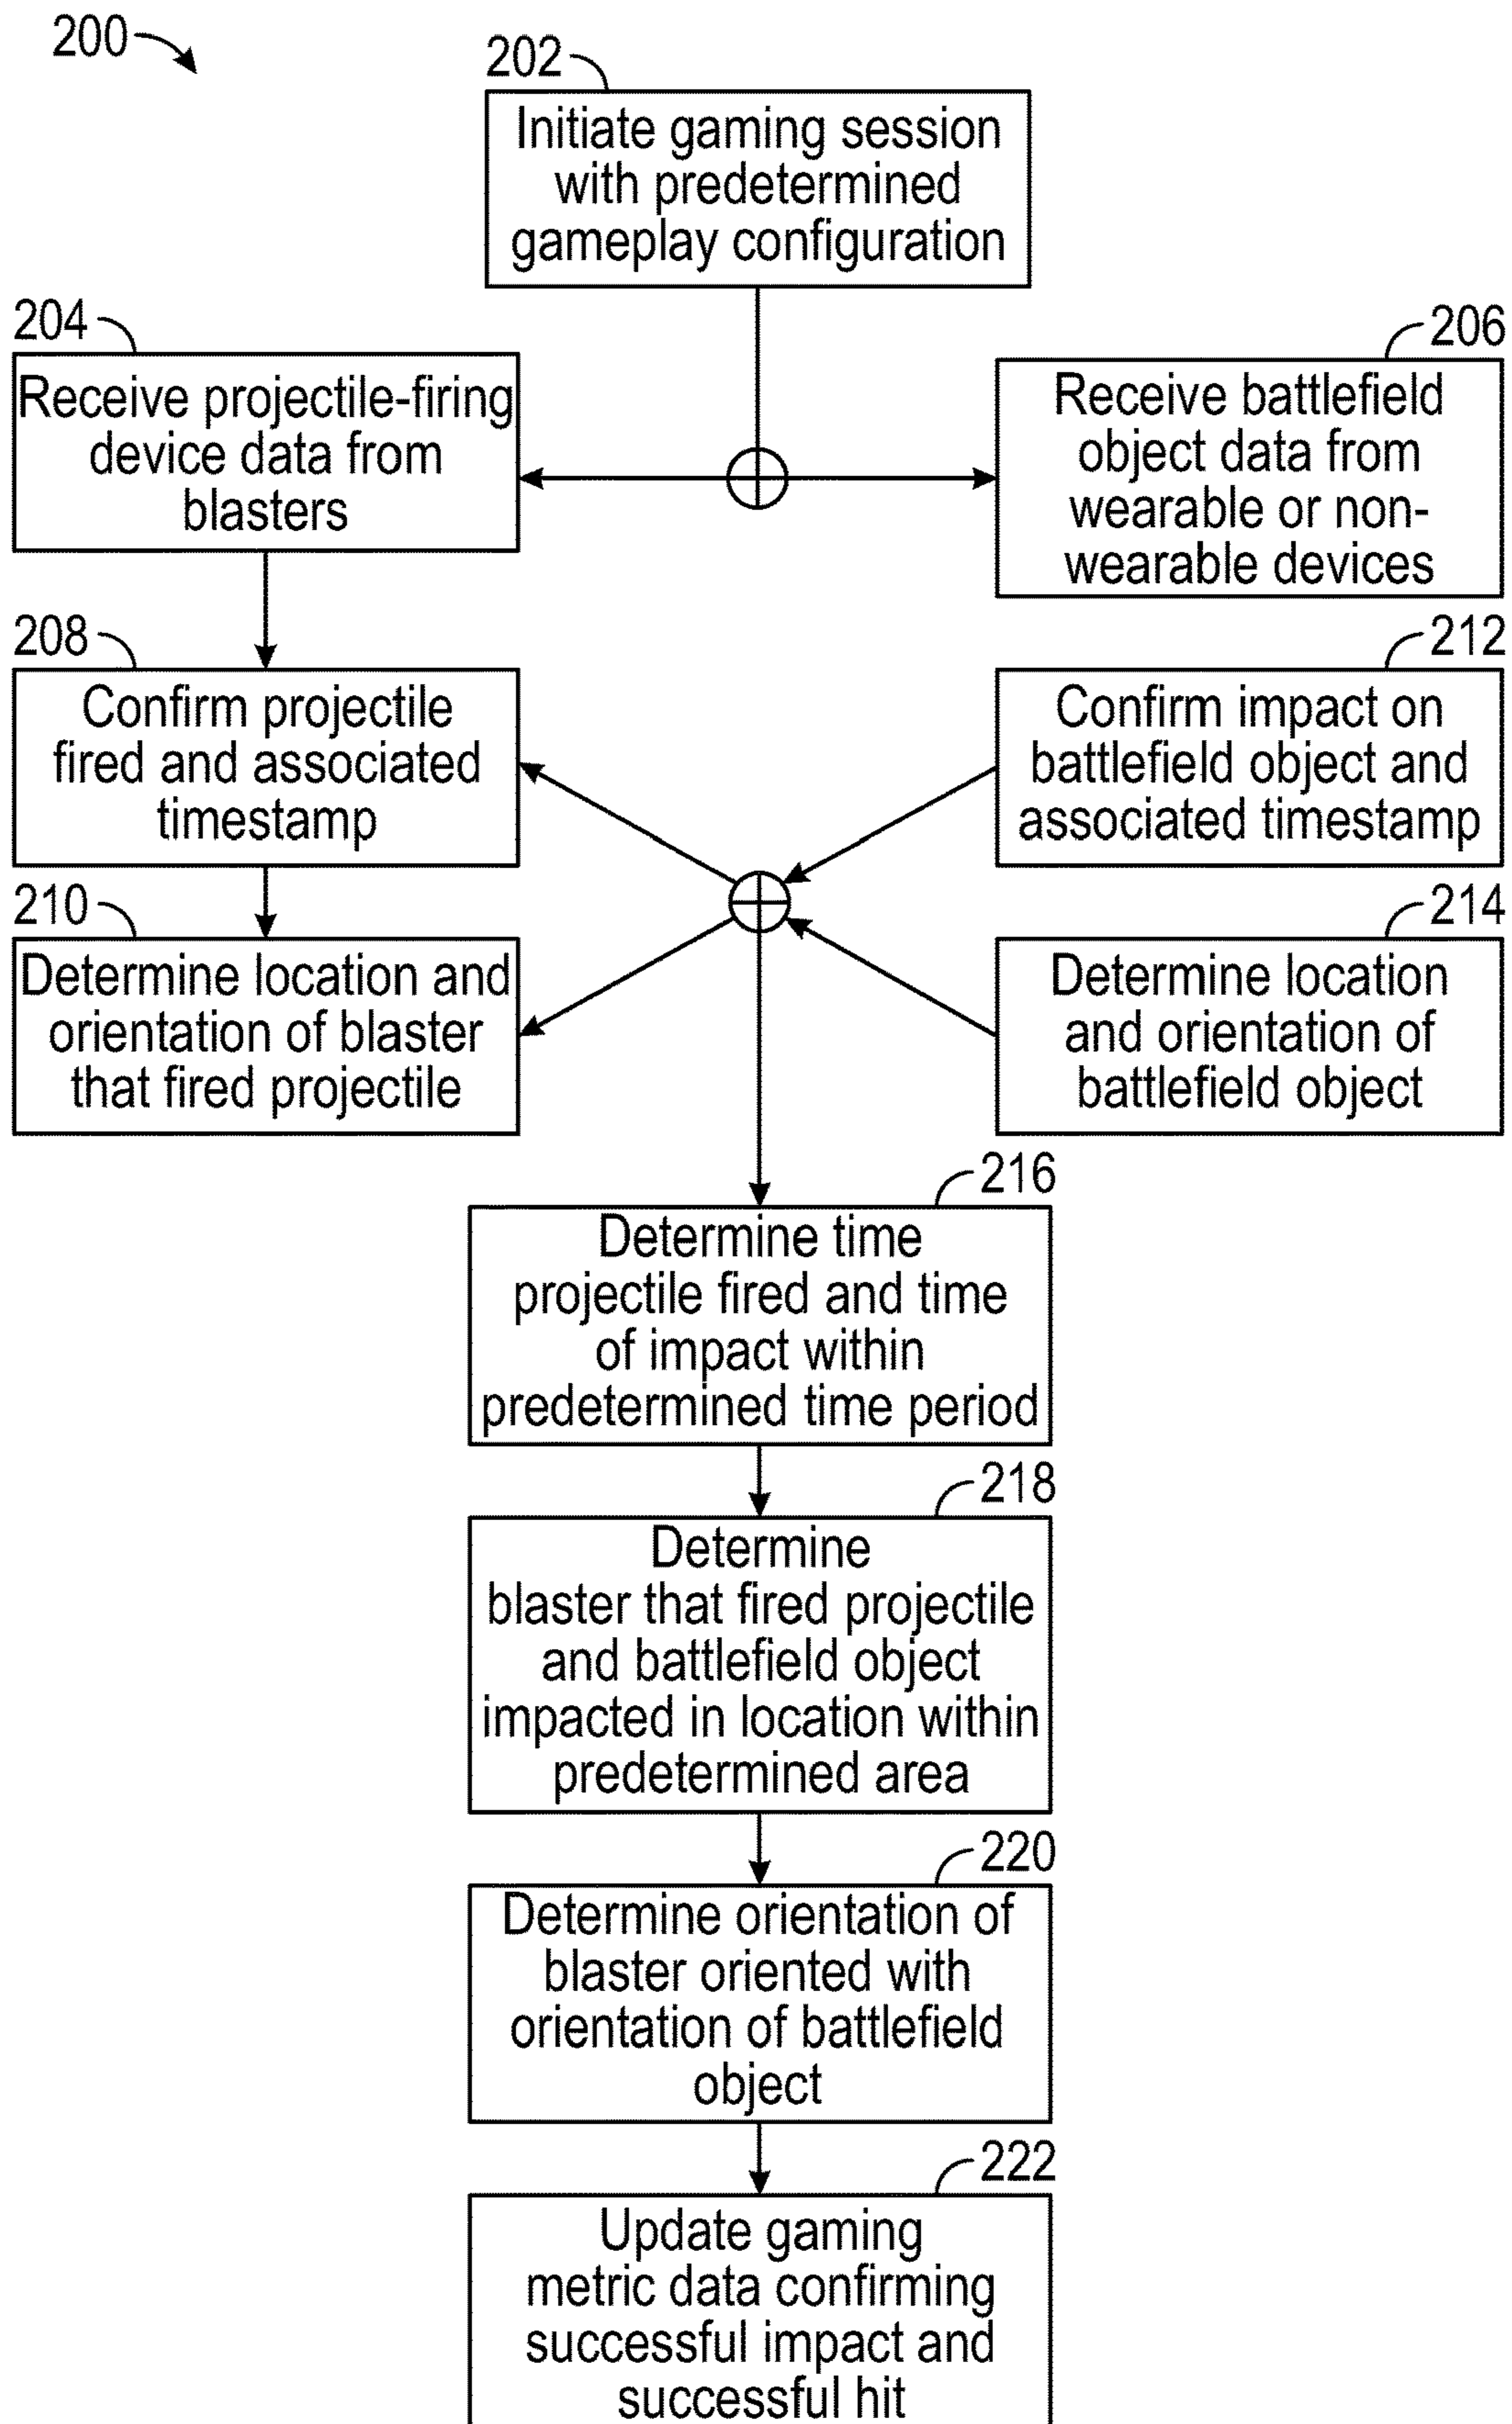 200
202
Initiate gaming session
with predetermined
gameplay configuration
204
Receive projectile-firing
device data from
blasters
206
Receive battlefield
object data from
wearable or non-
wearable devices
208
Confirm projectile
fired and associated
timestamp
212
Confirm impact on
battlefield object and
associated timestamp
210
Determine location and
orientation of blaster
that fired projectile
214
Determine location
and orientation of
battlefield object
216
Determine time
projectile fired and time
of impact within
predetermined time period
218
Determine
blaster that fired projectile
and battlefield object
impacted in location within
predetermined area
220
Determine orientation of
blaster oriented with
orientation of battlefield
object
222
Update gaming
metric data confirming
successful impact and
successful hit